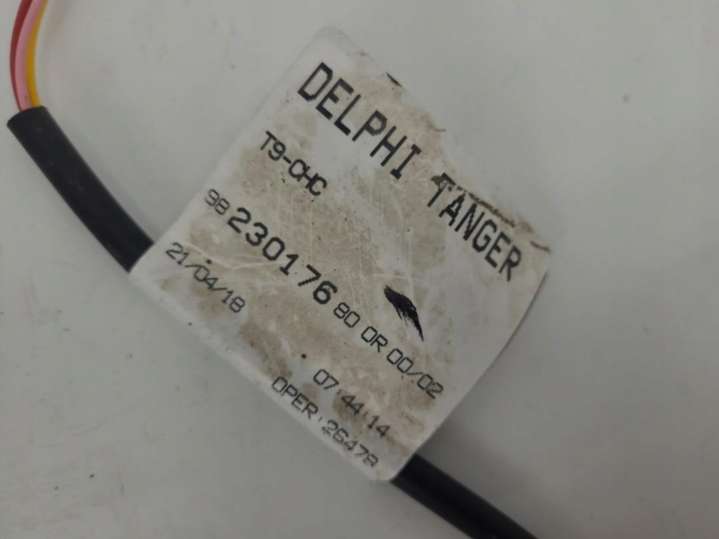 DELPHI TANGER
T9-CHC
98 230176 80 OR 00/02
21/04/18
07:44:14
OPER: 26478